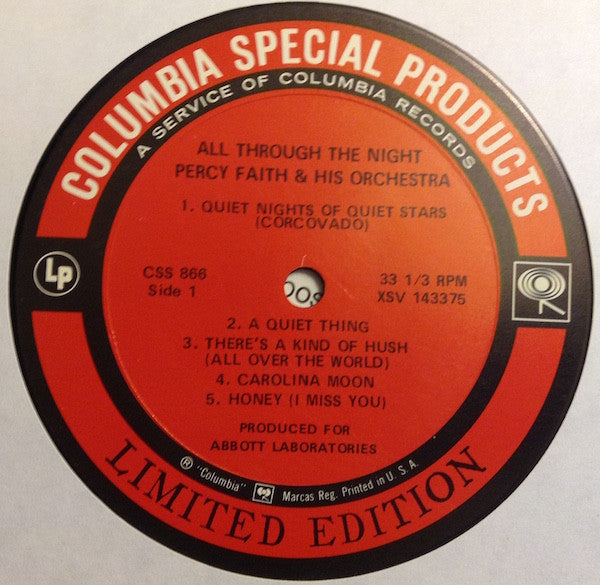 COLUMBIA SPECIAL PRODUCTS
A SERVICE OF COLUMBIA RECORDS
ALL THROUGH THE NIGHT
PERCY FAITH & HIS ORCHESTRA
1. QUIET NIGHTS OF QUIET STARS
(CORCOVADO)
Lp
CSS 866
Side 1
33 1/3 RPM
XSV 143375
2. A QUIET THING
3. THERE'S A KIND OF HUSH
(ALL OVER THE WORLD)
4. CAROLINA MOON
5. HONEY (I MISS YOU)
PRODUCED FOR
ABBOTT LABORATORIES
® "Columbia" Marcas Reg. Printed in U. S. A.
LIMITED EDITION